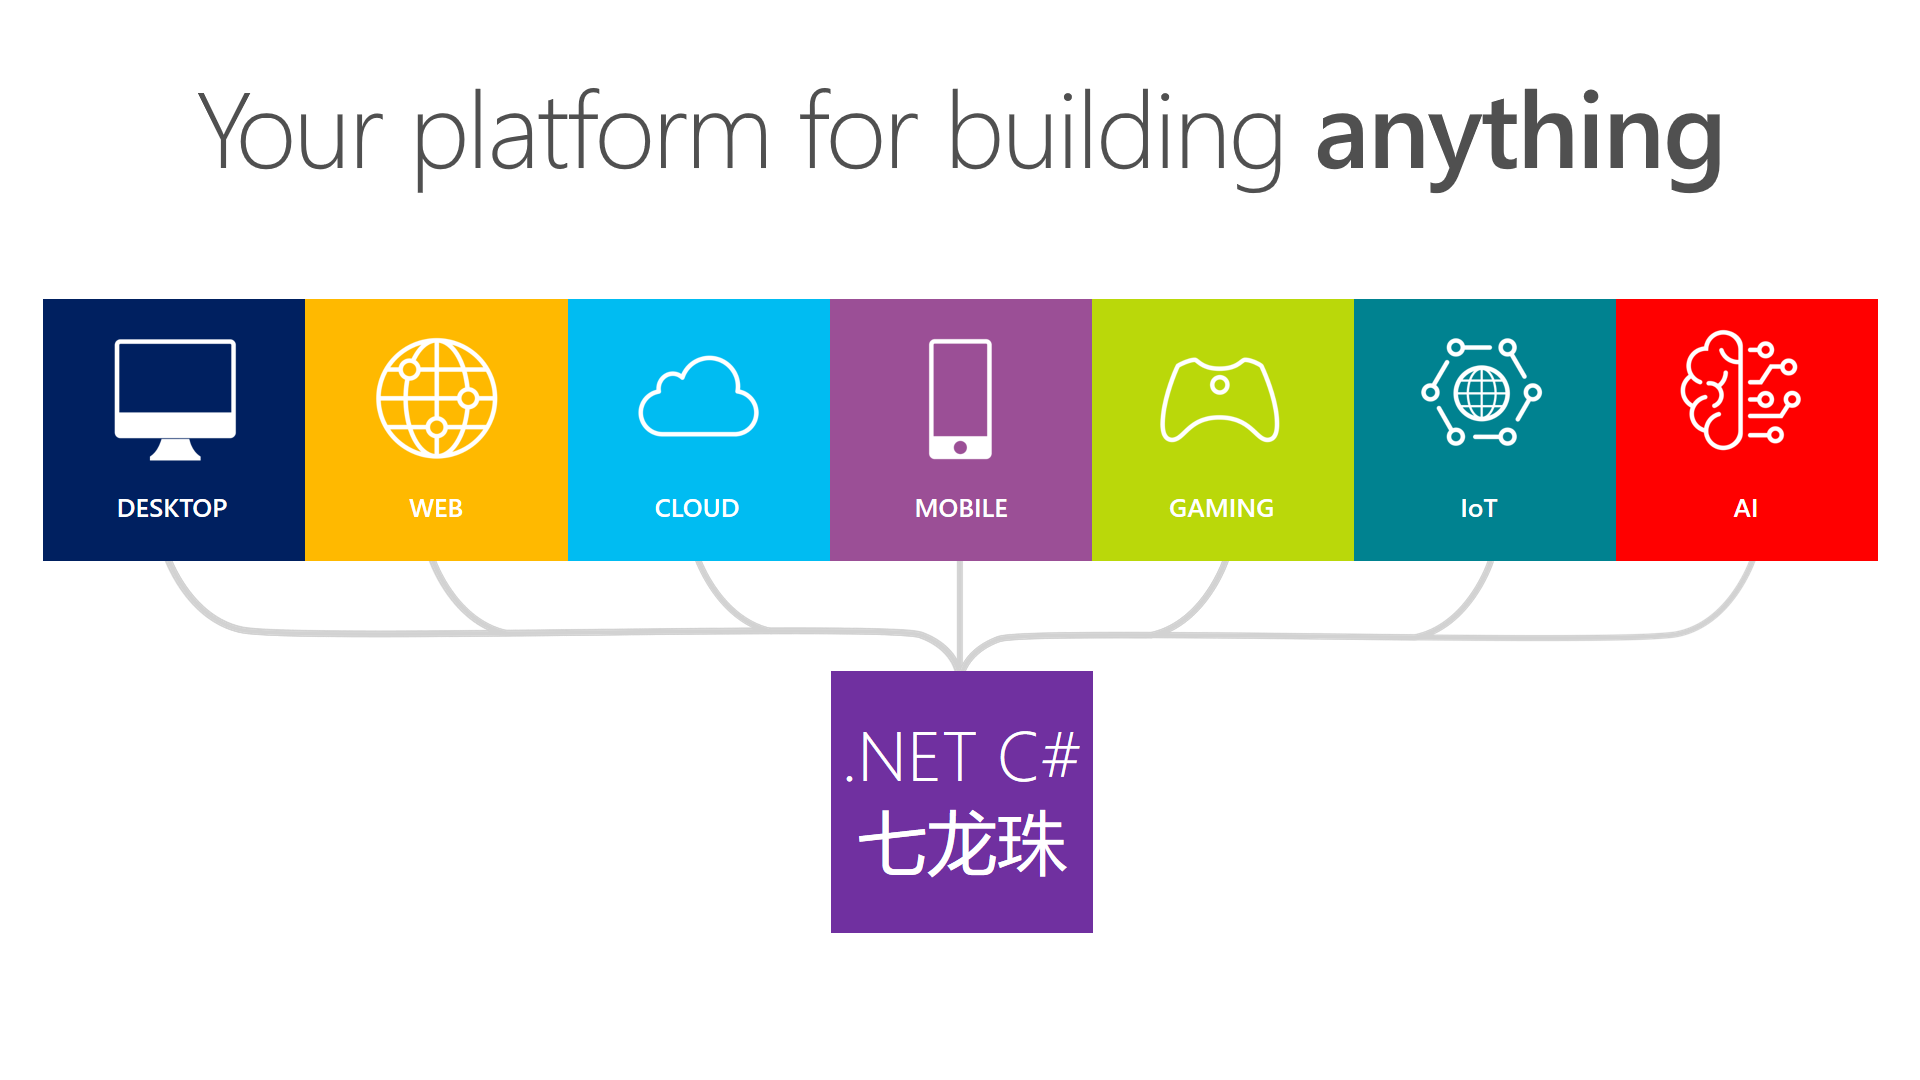 Your platform for building anything
DESKTOP
WEB
CLOUD
MOBILE
GAMING
IoT
AI
.NET C#
七龙珠